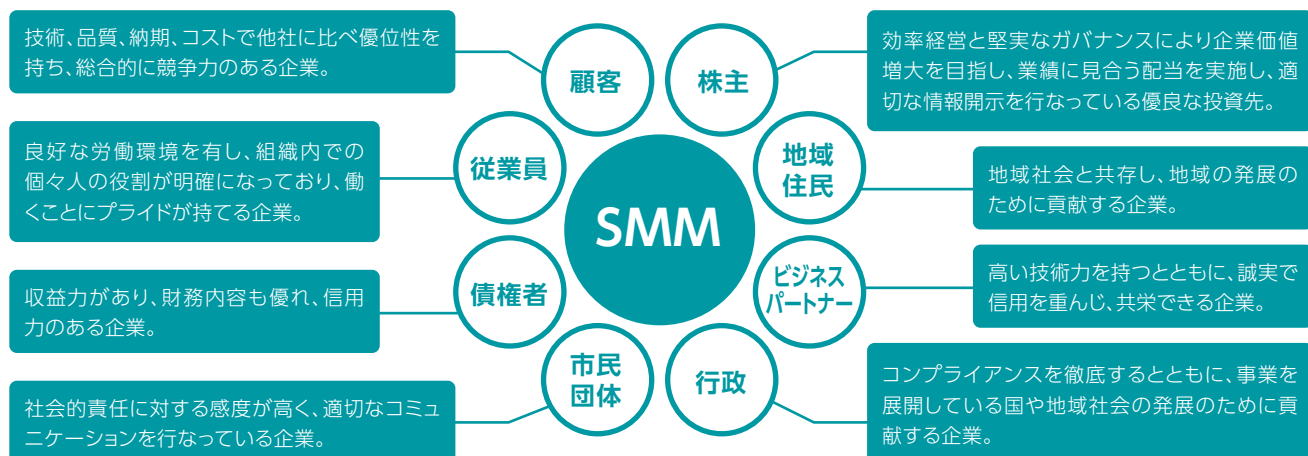 技術、品質、納期、コストで他社に比べ優位性を
持ち、総合的に競争力のある企業。
顧客
株主
効率経営と堅実なガバナンスにより企業価値
増大を目指し、業績に見合う配当を実施し、適
切な情報開示を行なっている優良な投資先。
良好な労働環境を有し、組織内での
個々人の役割が明確になっており、働
くことにプライドが持てる企業。
従業員
地域
住民
地域社会と共存し、地域の発展の
ために貢献する企業。
SMM
収益力があり、財務内容も優れ、信用
力のある企業。
債権者
ビジネス
パートナー
高い技術力を持つとともに、誠実で
信用を重んじ、共栄できる企業。
社会的責任に対する感度が高く、適切なコミュ
ニケーションを行なっている企業。
市民
団体
行政
コンプライアンスを徹底するとともに、事業を
展開している国や地域社会の発展のために貢
献する企業。